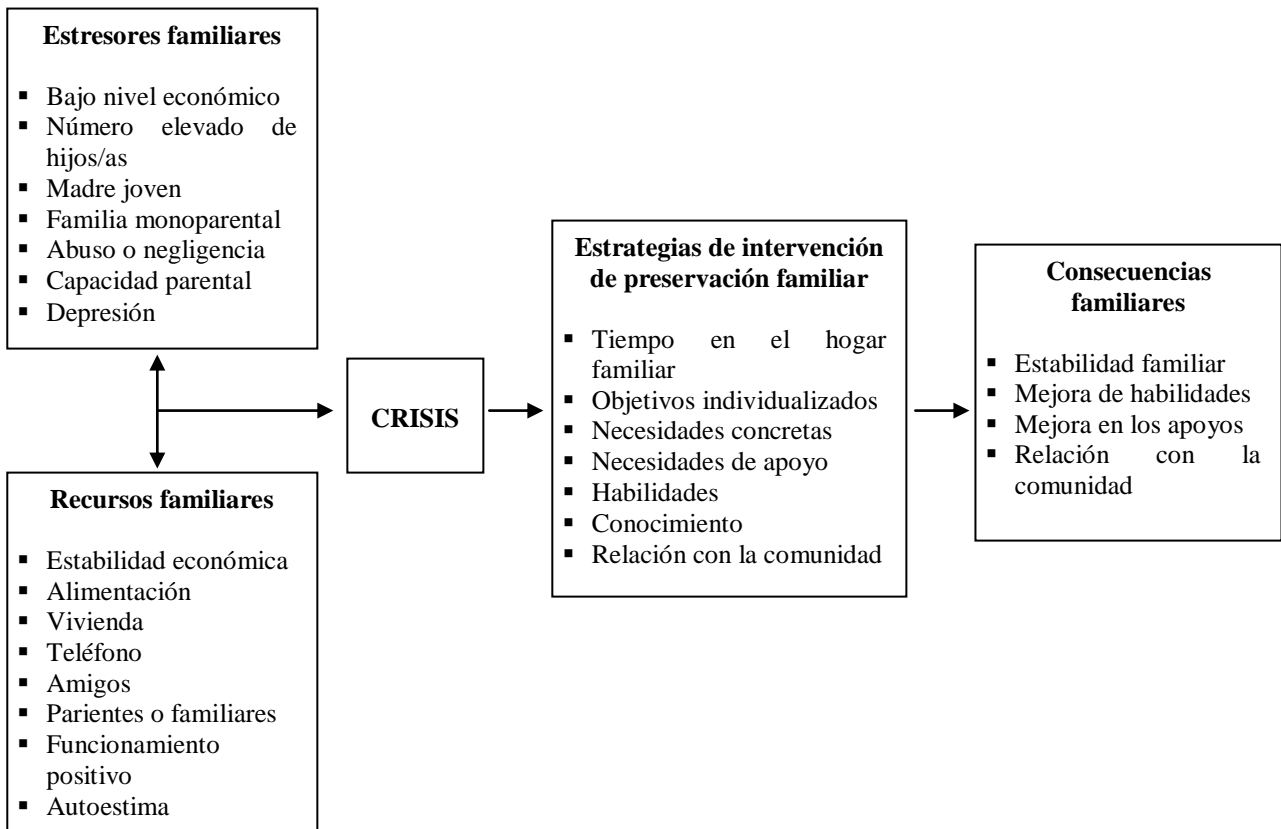 Estresores familiares
▪ Bajo nivel económico
▪ Número elevado de
hijos/as
▪ Madre joven
▪ Familia monoparental
▪ Abuso o negligencia
▪ Capacidad parental
▪ Depresión
Recursos familiares
▪ Estabilidad económica
▪ Alimentación
▪ Vivienda
▪ Teléfono
▪ Amigos
▪ Parientes o familiares
▪ Funcionamiento
positivo
▪ Autoestima
CRISIS
Estrategias de intervención
de preservación familiar
▪ Tiempo en el hogar
familiar
▪ Objetivos individualizados
▪ Necesidades concretas
▪ Necesidades de apoyo
▪ Habilidades
▪ Conocimiento
▪ Relación con la comunidad
Consecuencias
familiares
▪ Estabilidad familiar
▪ Mejora de habilidades
▪ Mejora en los apoyos
▪ Relación con la
comunidad